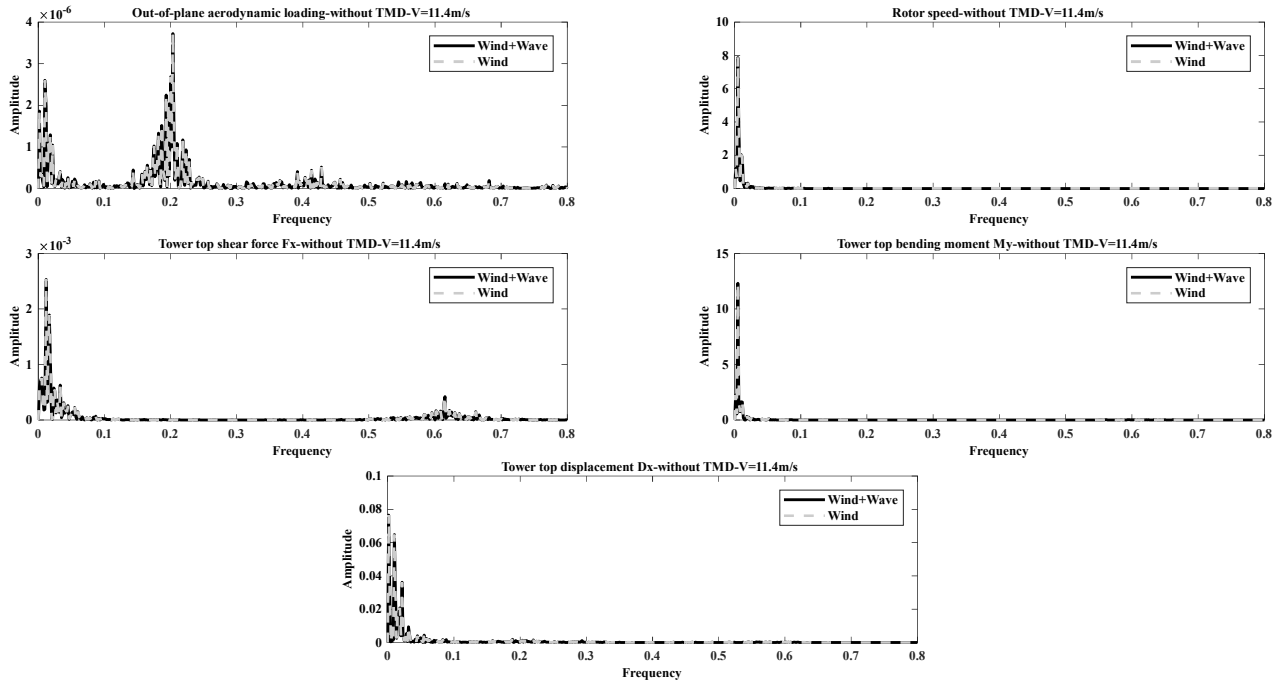 Out-of-plane aerodynamic loading-without TMD-V=11.4m/s
×10⁻⁶
4
3
2
1
0
Amplitude
Wind+Wave
Wind
0 0.1 0.2 0.3 0.4 0.5 0.6 0.7 0.8
Frequency
Rotor speed-without TMD-V=11.4m/s
10
8
6
4
2
0
Amplitude
Wind+Wave
Wind
0 0.1 0.2 0.3 0.4 0.5 0.6 0.7 0.8
Frequency
Tower top shear force Fx-without TMD-V=11.4m/s
×10⁻³
3
2
1
0
Amplitude
Wind+Wave
Wind
0 0.1 0.2 0.3 0.4 0.5 0.6 0.7 0.8
Frequency
Tower top bending moment My-without TMD-V=11.4m/s
15
10
5
0
Amplitude
Wind+Wave
Wind
0 0.1 0.2 0.3 0.4 0.5 0.6 0.7 0.8
Frequency
Tower top displacement Dx-without TMD-V=11.4m/s
0.1
0.08
0.06
0.04
0.02
0
Amplitude
Wind+Wave
Wind
0 0.1 0.2 0.3 0.4 0.5 0.6 0.7 0.8
Frequency